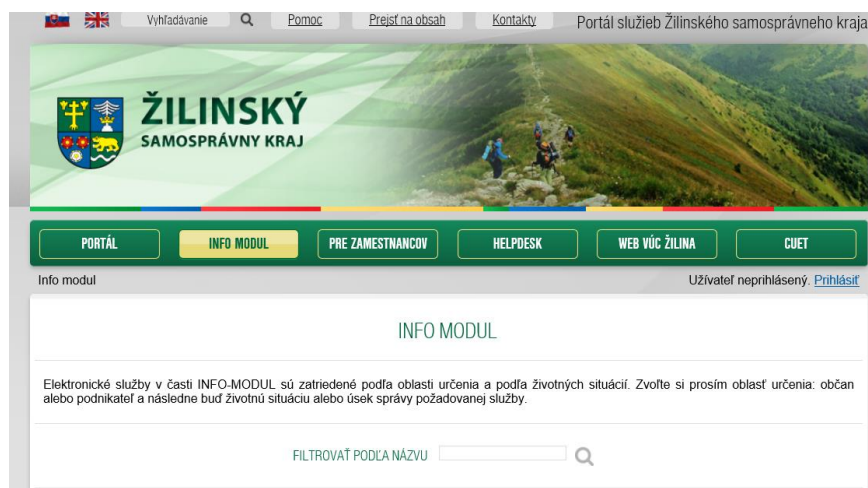 Vyhľadávanie Pomoc Prejsť na obsah Kontakty Portál služieb Žilinského samosprávneho kraja
ŽILINSKÝ
SAMOSPRÁVNY KRAJ
PORTÁL INFO MODUL PRE ZAMESTNANCOV HELPDESK WEB VÚC ŽILINA CUET
Info modul Užívateľ neprihlásený. Prihlásiť
INFO MODUL
Elektronické služby v časti INFO-MODUL sú zatriedené podľa oblasti určenia a podľa životných situácií. Zvoľte si prosím oblasť určenia: občan
alebo podnikateľ a následne buď životnú situáciu alebo úsek správy požadovanej služby.
FILTROVAŤ PODĽA NÁZVU